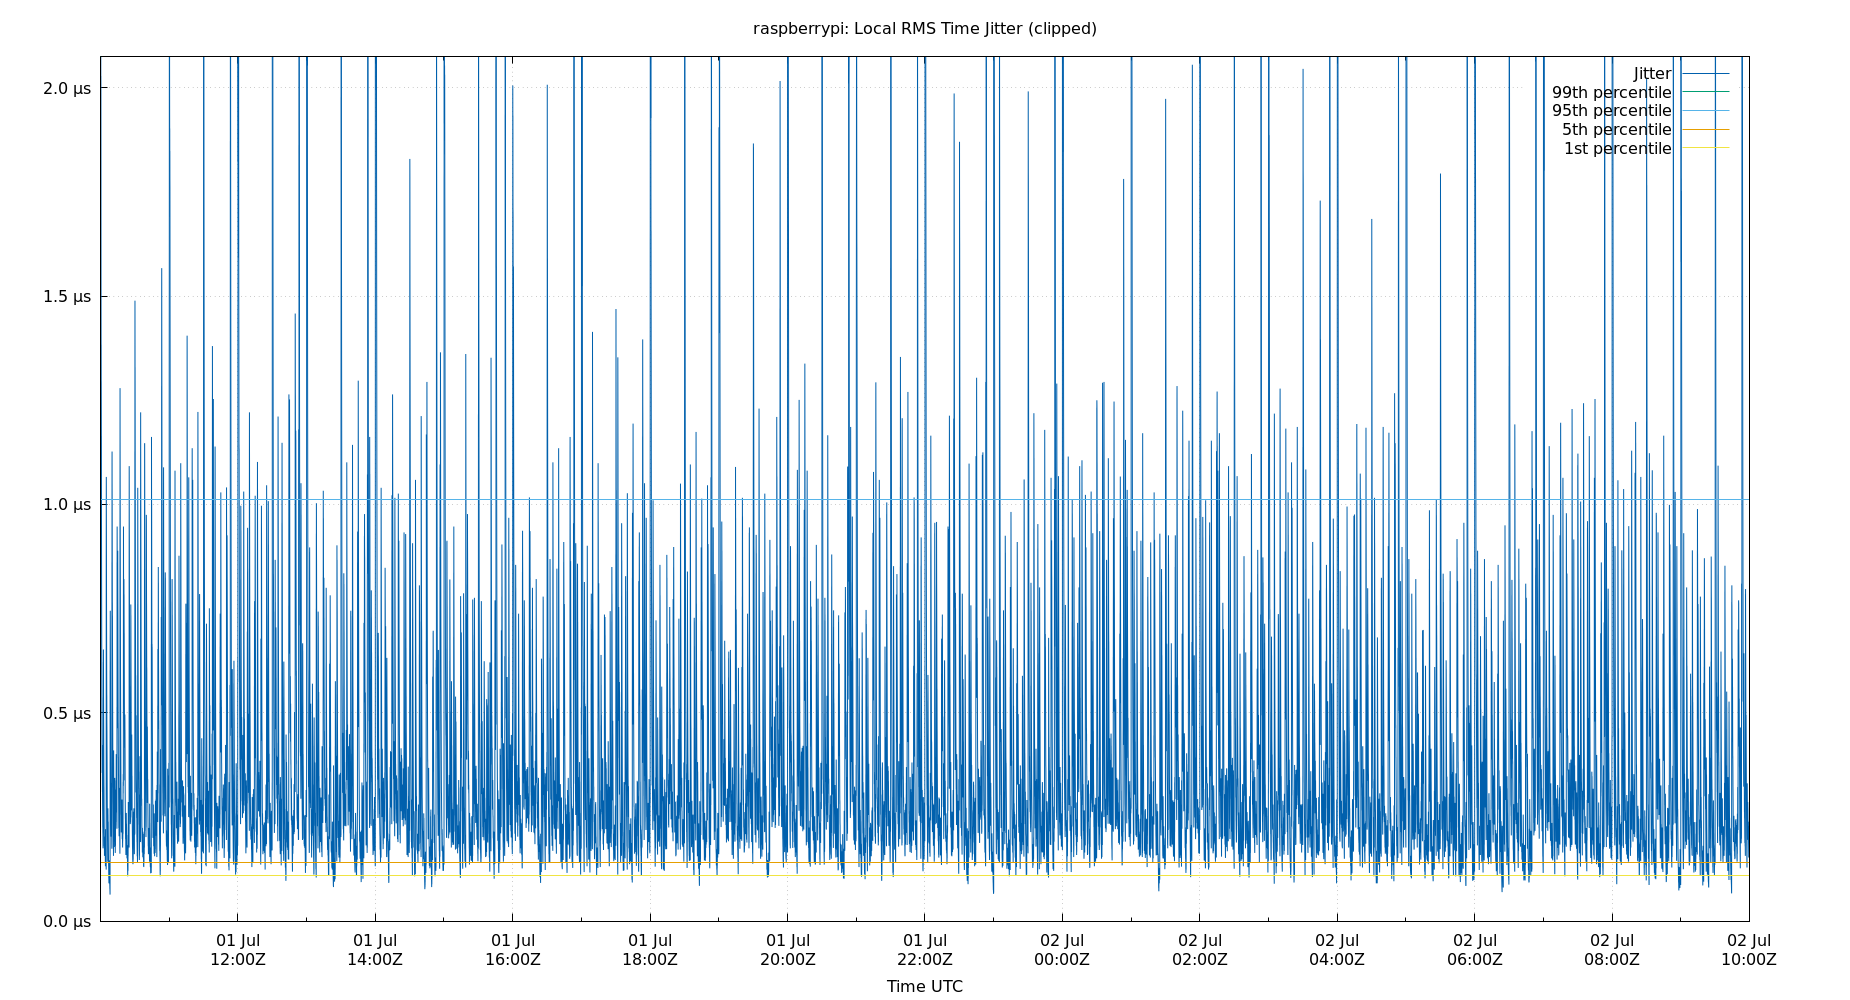 raspberrypi: Local RMS Time Jitter (clipped)
Jitter
99th percentile
95th percentile
5th percentile
1st percentile
2.0 µs
1.5 µs
1.0 µs
0.5 µs
0.0 µs
01 Jul
12:00Z
01 Jul
14:00Z
01 Jul
16:00Z
01 Jul
18:00Z
01 Jul
20:00Z
01 Jul
22:00Z
02 Jul
00:00Z
02 Jul
02:00Z
02 Jul
04:00Z
02 Jul
06:00Z
02 Jul
08:00Z
02 Jul
10:00Z
Time UTC